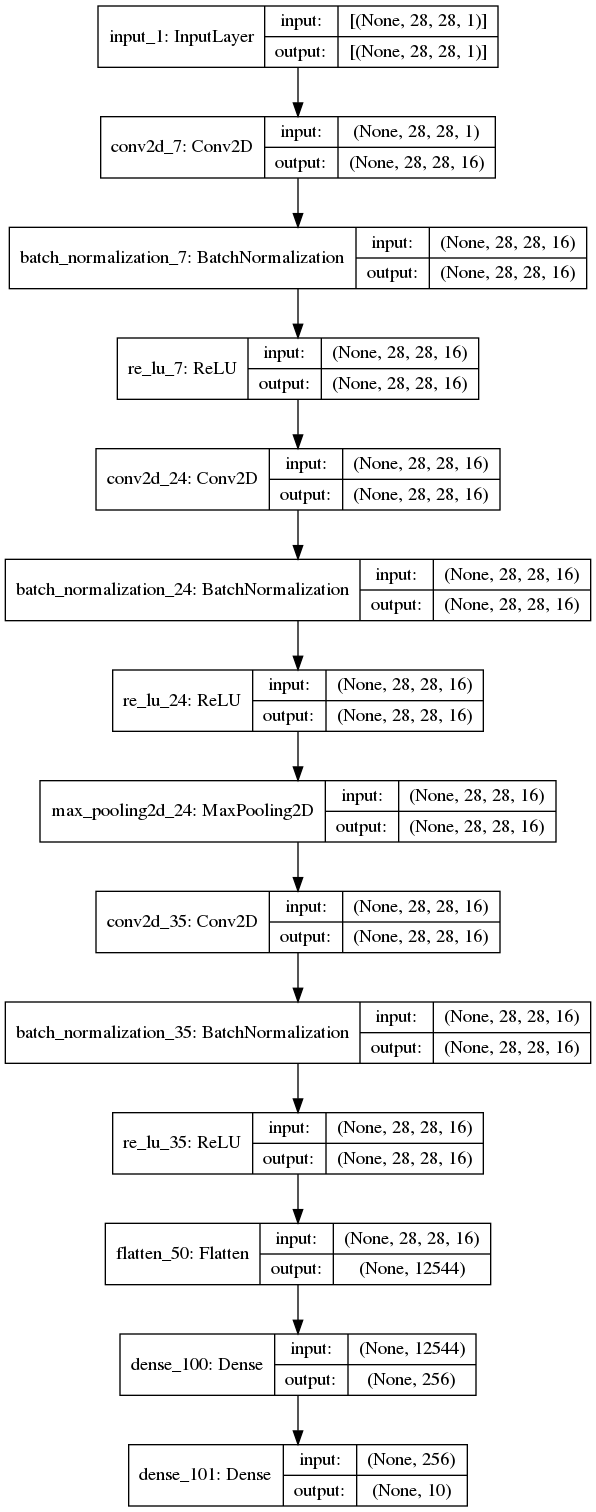 input_1: InputLayer
input: [(None, 28, 28, 1)]
output: [(None, 28, 28, 1)]
conv2d_7: Conv2D
input: (None, 28, 28, 1)
output: (None, 28, 28, 16)
batch_normalization_7: BatchNormalization
input: (None, 28, 28, 16)
output: (None, 28, 28, 16)
re_lu_7: ReLU
input: (None, 28, 28, 16)
output: (None, 28, 28, 16)
conv2d_24: Conv2D
input: (None, 28, 28, 16)
output: (None, 28, 28, 16)
batch_normalization_24: BatchNormalization
input: (None, 28, 28, 16)
output: (None, 28, 28, 16)
re_lu_24: ReLU
input: (None, 28, 28, 16)
output: (None, 28, 28, 16)
max_pooling2d_24: MaxPooling2D
input: (None, 28, 28, 16)
output: (None, 28, 28, 16)
conv2d_35: Conv2D
input: (None, 28, 28, 16)
output: (None, 28, 28, 16)
batch_normalization_35: BatchNormalization
input: (None, 28, 28, 16)
output: (None, 28, 28, 16)
re_lu_35: ReLU
input: (None, 28, 28, 16)
output: (None, 28, 28, 16)
flatten_50: Flatten
input: (None, 28, 28, 16)
output: (None, 12544)
dense_100: Dense
input: (None, 12544)
output: (None, 256)
dense_101: Dense
input: (None, 256)
output: (None, 10)